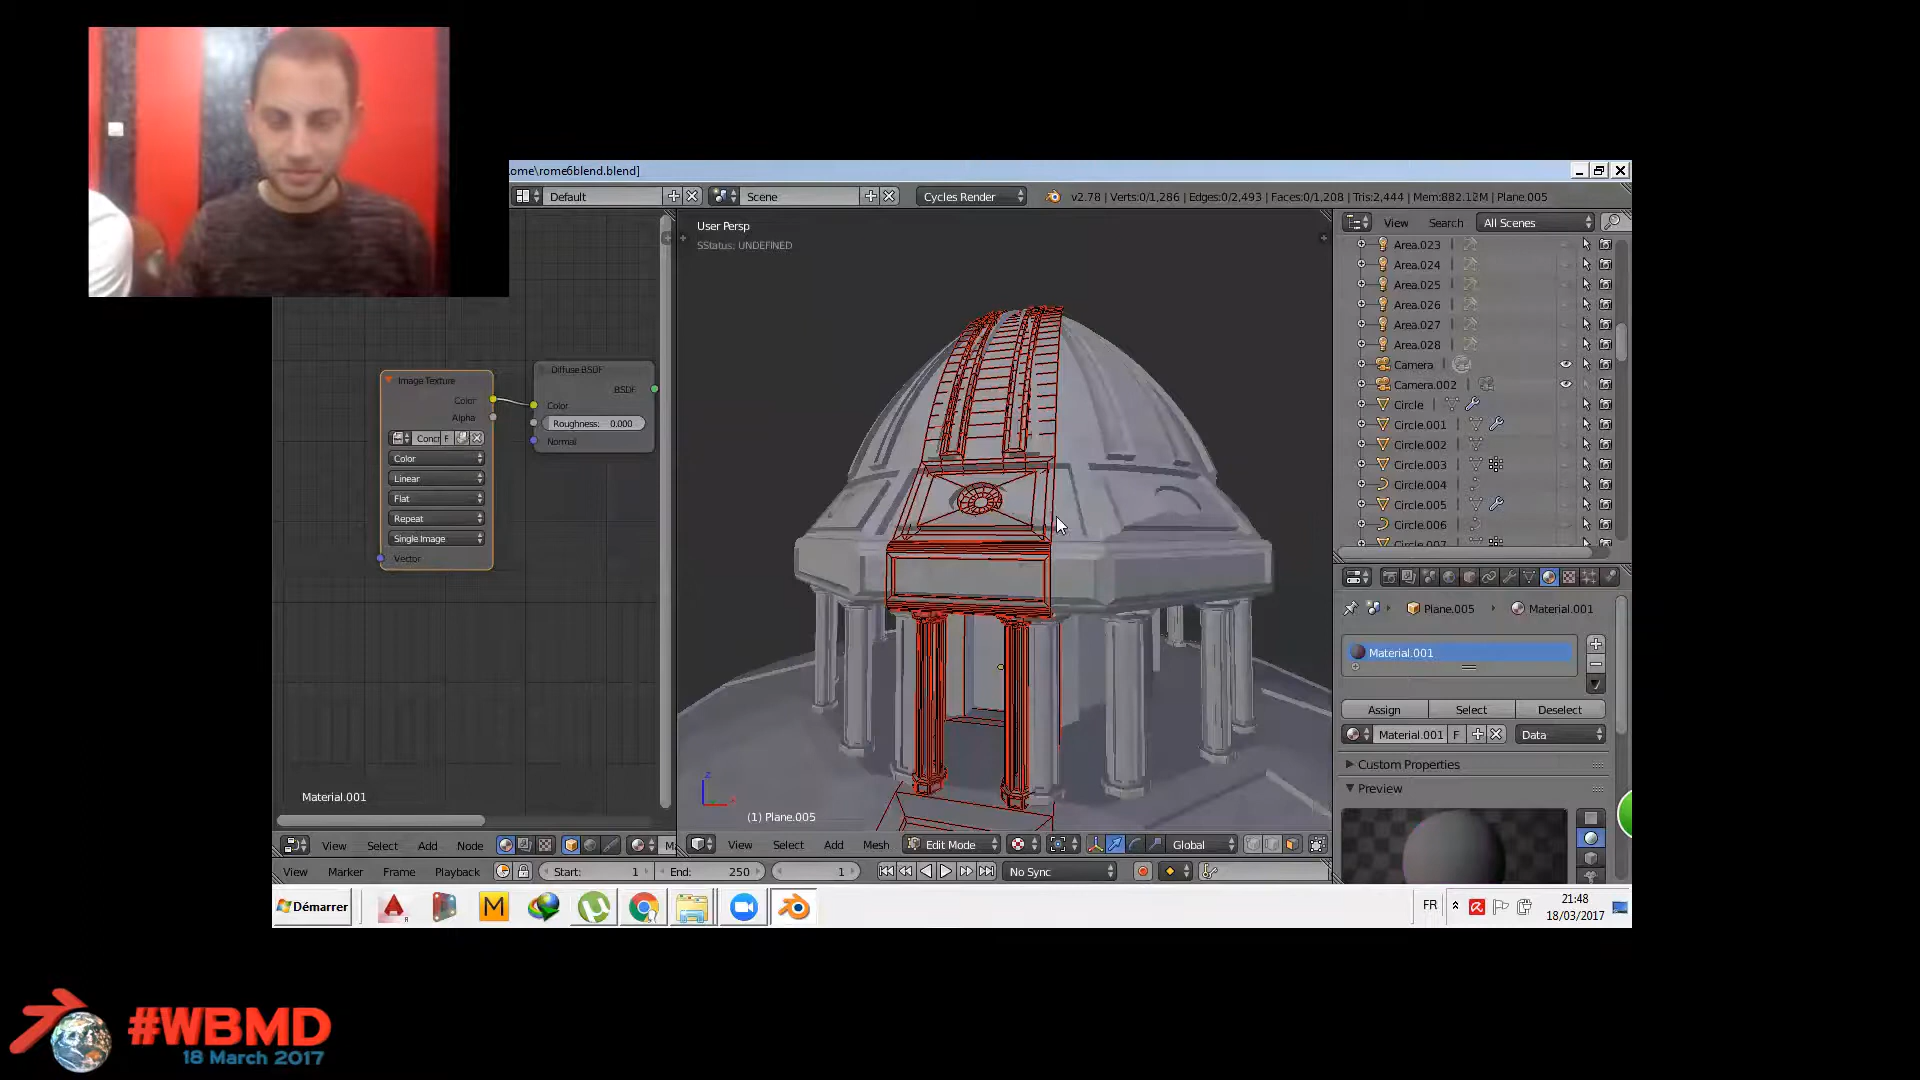 ome\rome6blend.blend]
Default
Scene
Cycles Render
v2.78 | Verts:0/1,286 | Edges:0/2,493 | Faces:0/1,208 | Tris:2,444 | Mem:882.12M | Plane.005
User Persp
SStatus: UNDEFINED
View
Search
All Scenes
Area.023
Area.024
Area.025
Area.026
Area.027
Area.028
Camera
Camera.002
Circle
Circle.001
Circle.002
Circle.003
Circle.004
Circle.005
Circle.006
Circle.007
Image Texture
Color
Alpha
Concr F
Color
Linear
Flat
Repeat
Single Image
Vector
Diffuse BSDF
BSDF
Color
Roughness: 0.000
Normal
Plane.005
Material.001
Material.001
Assign
Select
Deselect
Material.001 F
Data
Custom Properties
Preview
Material.001
(1) Plane.005
View
Select
Add
Node
View
Select
Add
Mesh
Edit Mode
Global
View
Marker
Frame
Playback
Start: 1
End: 250
1
No Sync
Démarrer
FR
21:48
18/03/2017
#WBMD
18 March 2017